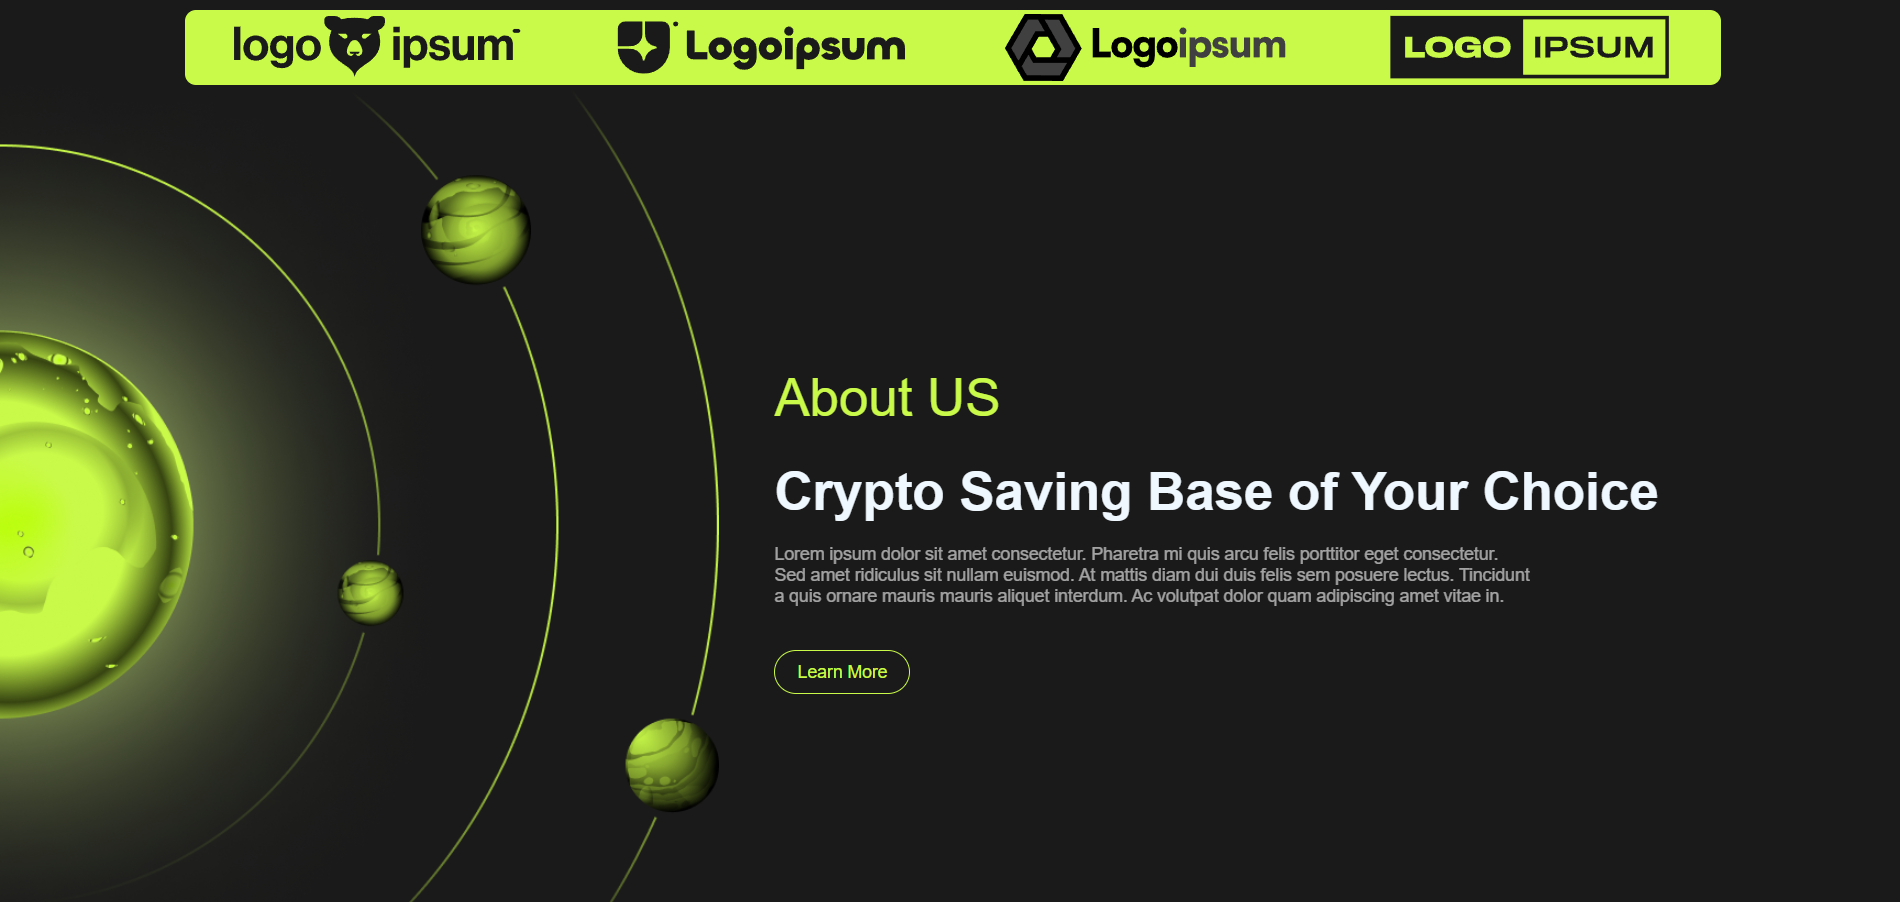 logo ipsum
Logoipsum
Logoipsum
LOGO IPSUM
About US
Crypto Saving Base of Your Choice
Lorem ipsum dolor sit amet consectetur. Pharetra mi quis arcu felis porttitor eget consectetur.
Sed amet ridiculus sit nullam euismod. At mattis diam dui duis felis sem posuere lectus. Tincidunt
a quis ornare mauris mauris aliquet interdum. Ac volutpat dolor quam adipiscing amet vitae in.
Learn More